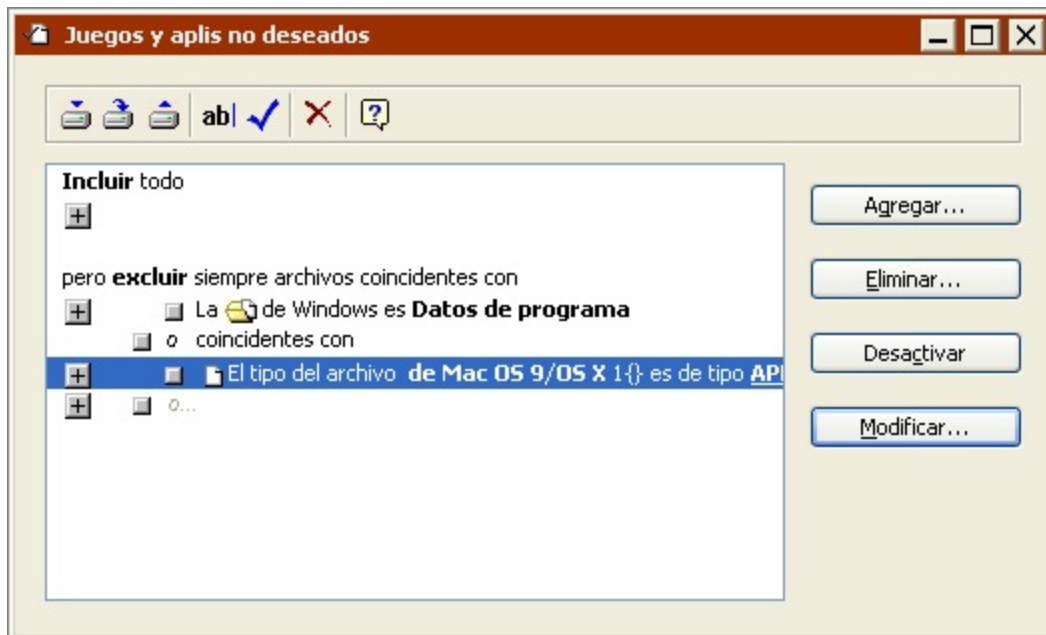 Juegos y aplis no deseados
ab
Incluir todo
pero excluir siempre archivos coincidentes con
La de Windows es Datos de programa
o coincidentes con
El tipo del archivo de Mac OS 9/OS X 1-{} es de tipo
o...
Agregar...
Eliminar...
Desactivar
Modificar...